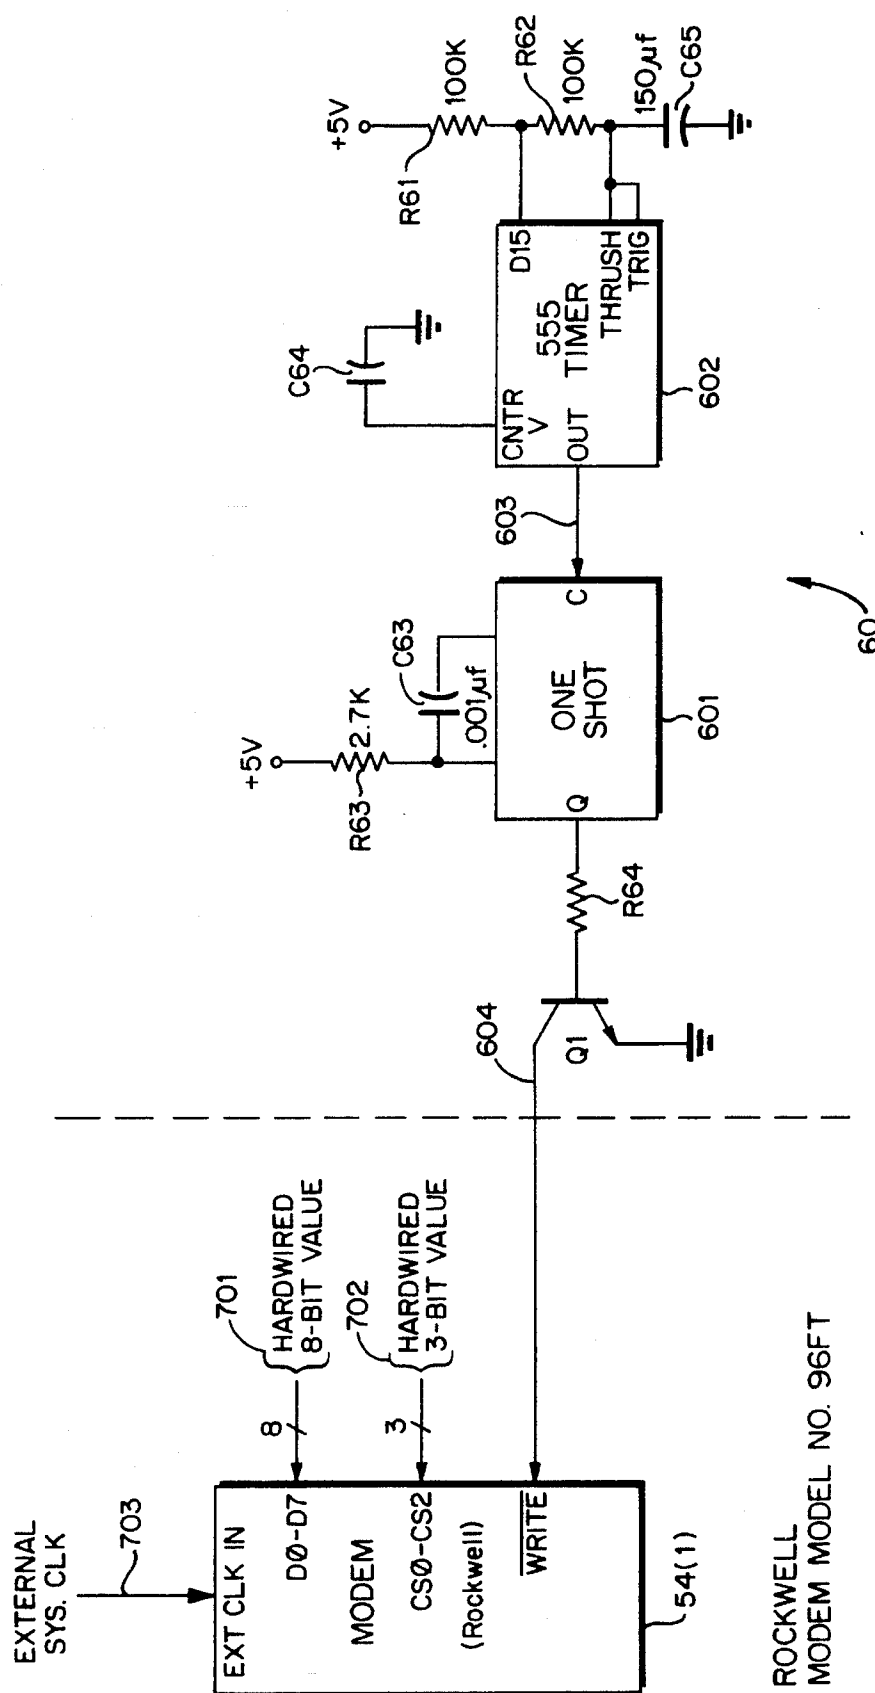 EXTERNAL
SYS. CLK
703
EXT CLK IN
D0-D7
MODEM
CS0-CS2
(Rockwell)
WRITE
54(1)
8
701
HARDWIRED
8-BIT VALUE
3
702
HARDWIRED
3-BIT VALUE
ROCKWELL
MODEM MODEL NO. 96FT
604
Q1
R64
+5V
R63
2.7K
C63
.001µf
Q
ONE
SHOT
C
601
603
60
C64
CNTR
V
OUT
555
TIMER
D15
THRUSH
TRIG
602
+5V
R61
100K
R62
100K
150µf
C65